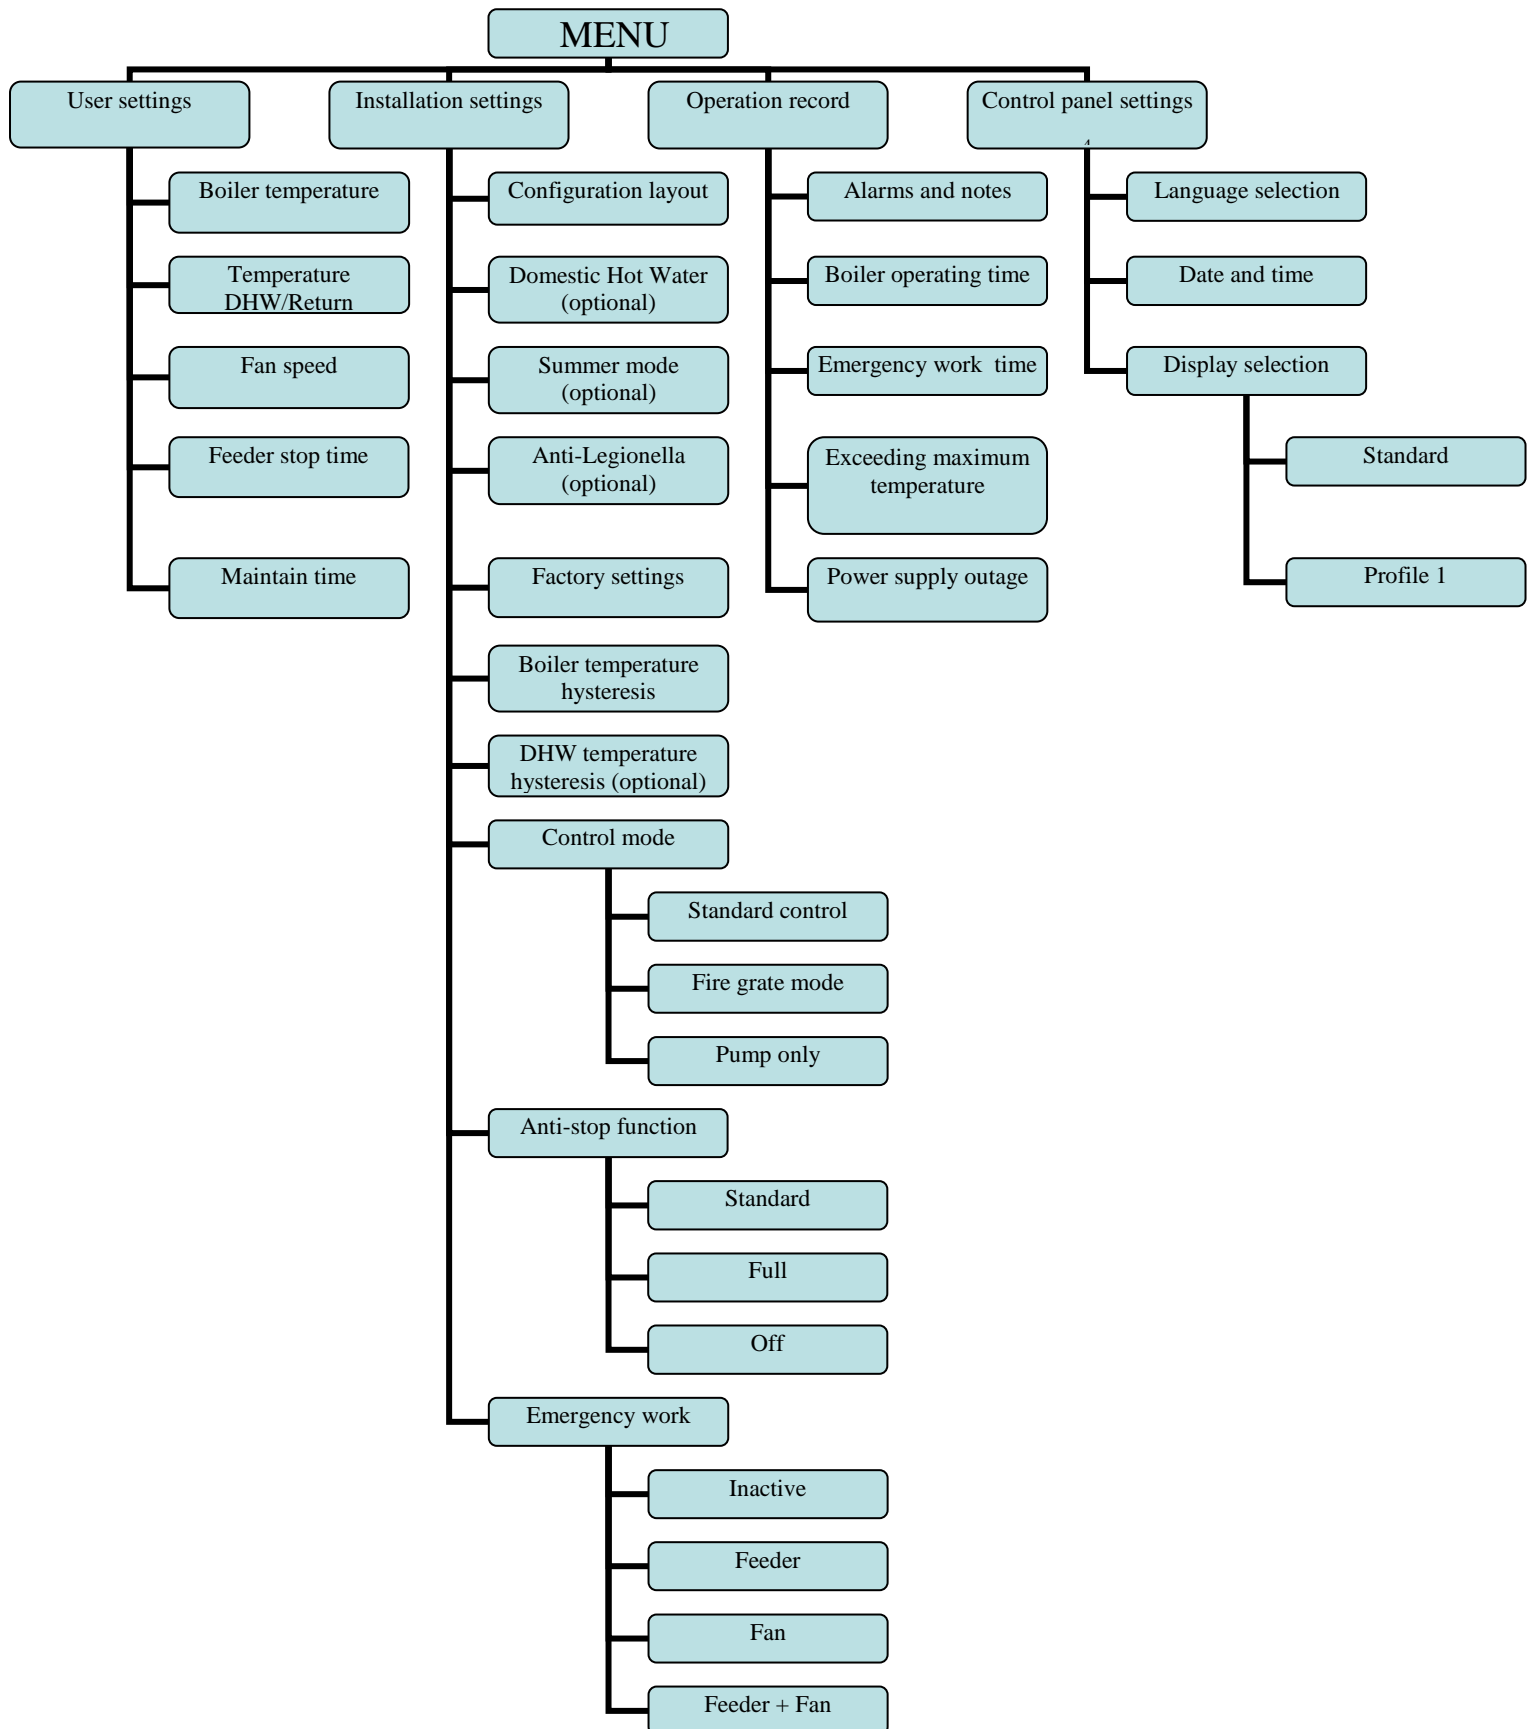 MENU
User settings
Boiler temperature
Temperature
DHW/Return
Fan speed
Feeder stop time
Maintain time
Installation settings
Configuration layout
Domestic Hot Water
(optional)
Summer mode
(optional)
Anti-Legionella
(optional)
Factory settings
Boiler temperature
hysteresis
DHW temperature
hysteresis (optional)
Control mode
Standard control
Fire grate mode
Pump only
Anti-stop function
Standard
Full
Off
Emergency work
Inactive
Feeder
Fan
Feeder + Fan
Operation record
Alarms and notes
Boiler operating time
Emergency work time
Exceeding maximum
temperature
Power supply outage
Control panel settings
Language selection
Date and time
Display selection
Standard
Profile 1